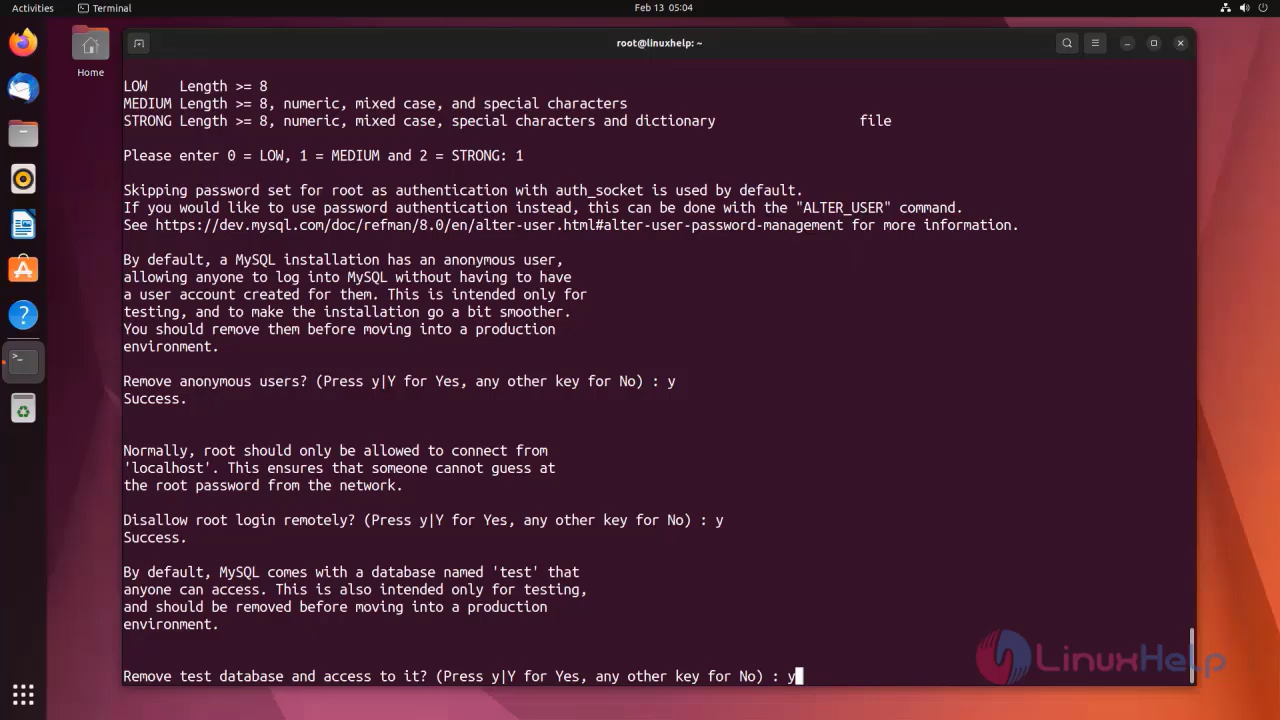 Activities
Terminal
Feb 13 05:04
root@linuxhelp: ~
Home
LOW    Length >= 8
MEDIUM Length >= 8, numeric, mixed case, and special characters
STRONG Length >= 8, numeric, mixed case, special characters and dictionary                  file
Please enter 0 = LOW, 1 = MEDIUM and 2 = STRONG: 1
Skipping password set for root as authentication with auth_socket is used by default.
If you would like to use password authentication instead, this can be done with the "ALTER_USER" command.
See https://dev.mysql.com/doc/refman/8.0/en/alter-user.html#alter-user-password-management for more information.
By default, a MySQL installation has an anonymous user,
allowing anyone to log into MySQL without having to have
a user account created for them. This is intended only for
testing, and to make the installation go a bit smoother.
You should remove them before moving into a production
environment.
Remove anonymous users? (Press y|Y for Yes, any other key for No) : y
Success.
Normally, root should only be allowed to connect from
'localhost'. This ensures that someone cannot guess at
the root password from the network.
Disallow root login remotely? (Press y|Y for Yes, any other key for No) : y
Success.
By default, MySQL comes with a database named 'test' that
anyone can access. This is also intended only for testing,
and should be removed before moving into a production
environment.
Remove test database and access to it? (Press y|Y for Yes, any other key for No) : y
LinuxHelp